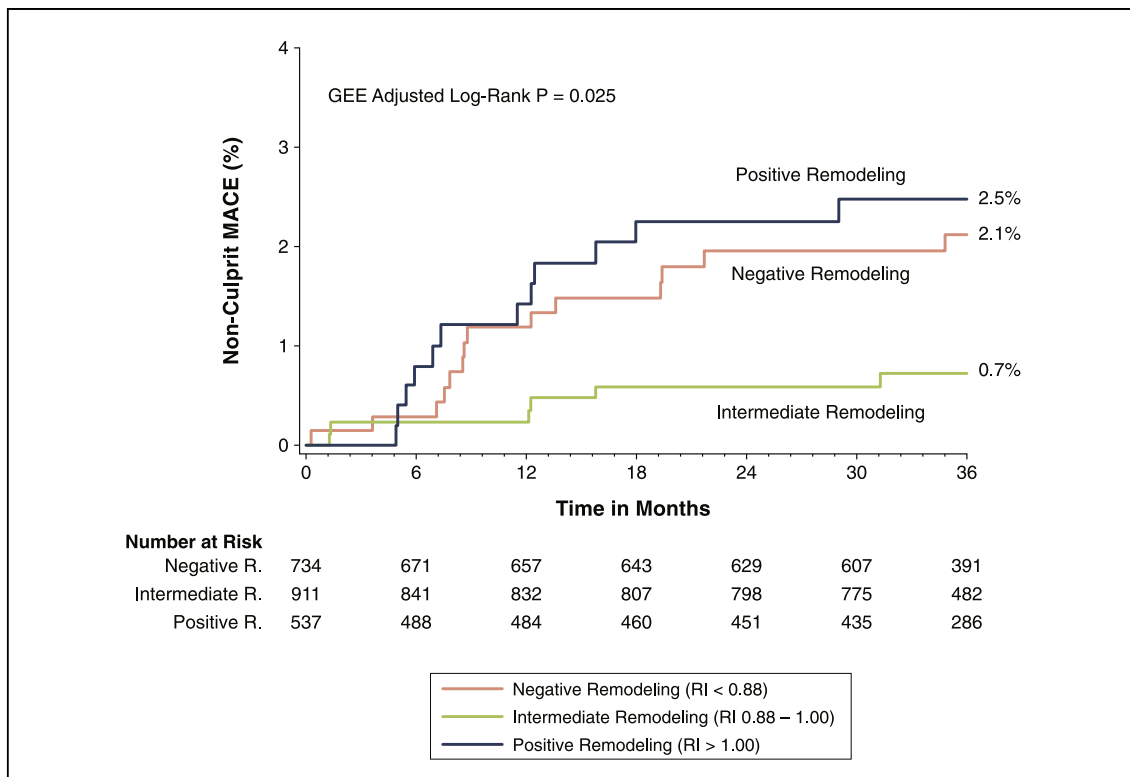 4
GEE Adjusted Log-Rank P = 0.025
3
Positive Remodeling
2.5%
2.1%
2
Negative Remodeling
Non-Culprit MACE (%)
1
0.7%
Intermediate Remodeling
0
0 6 12 18 24 30 36
Time in Months
Number at Risk
Negative R. 734 671 657 643 629 607 391
Intermediate R. 911 841 832 807 798 775 482
Positive R. 537 488 484 460 451 435 286
Negative Remodeling (RI < 0.88)
Intermediate Remodeling (RI 0.88 – 1.00)
Positive Remodeling (RI > 1.00)